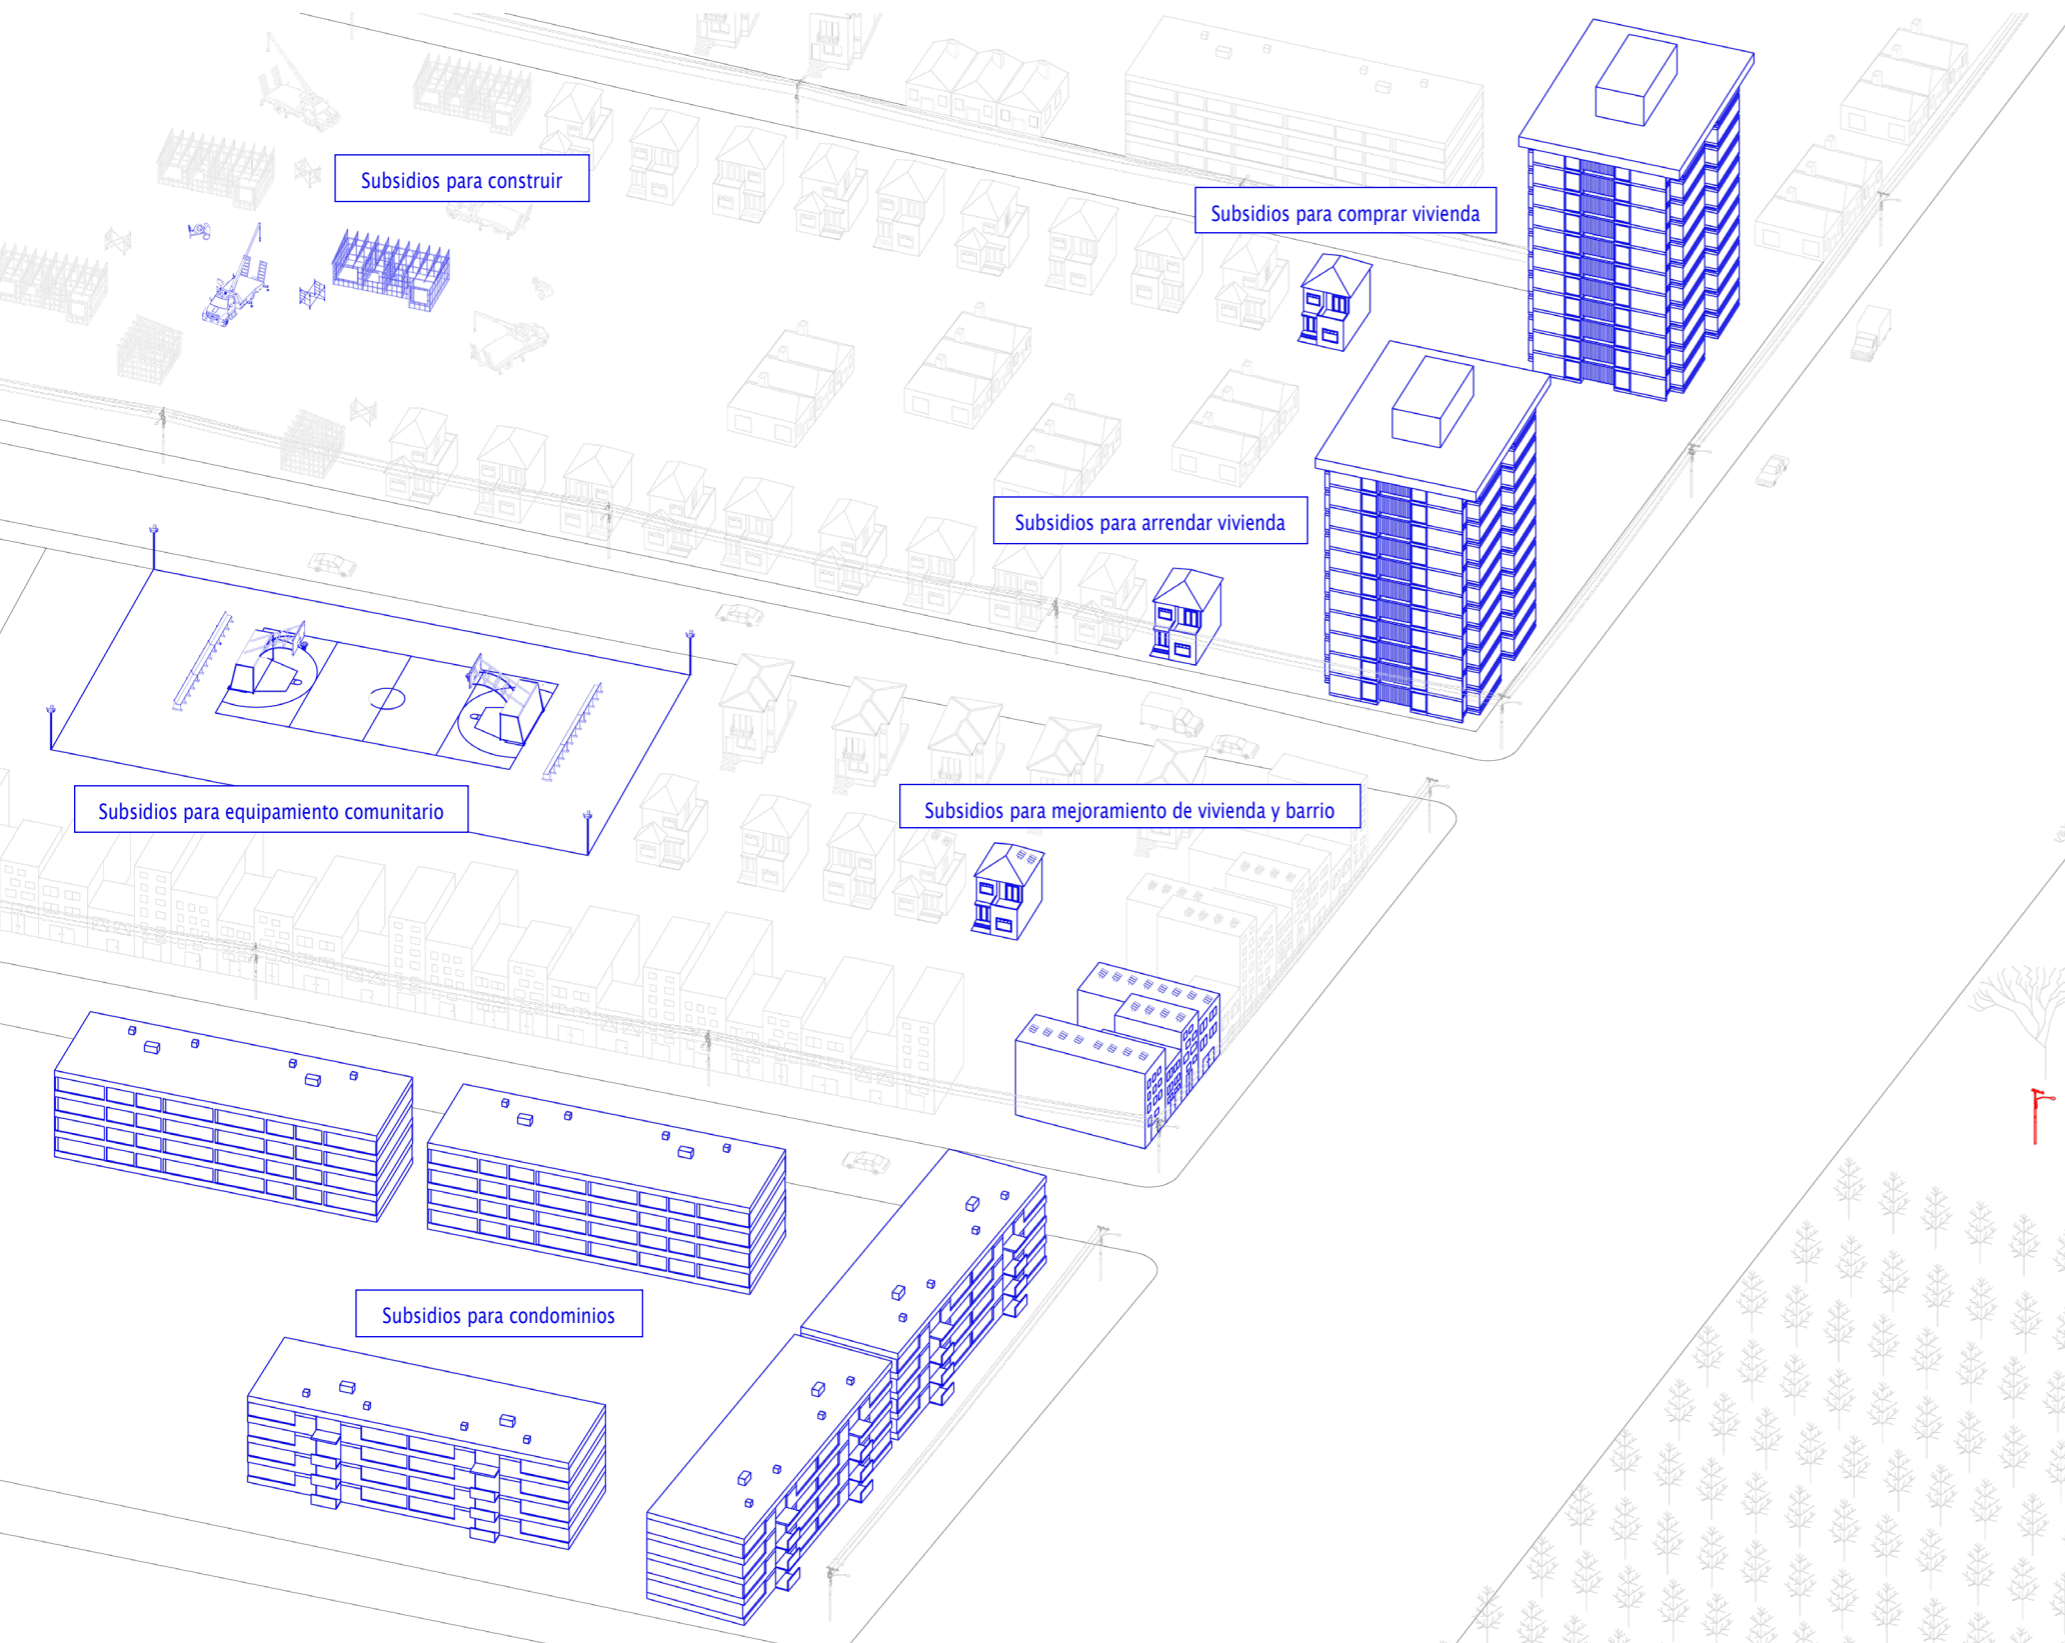 Subsidios para construir
Subsidios para comprar vivienda
Subsidios para arrendar vivienda
Subsidios para equipamiento comunitario
Subsidios para mejoramiento de vivienda y barrio
Subsidios para condominios